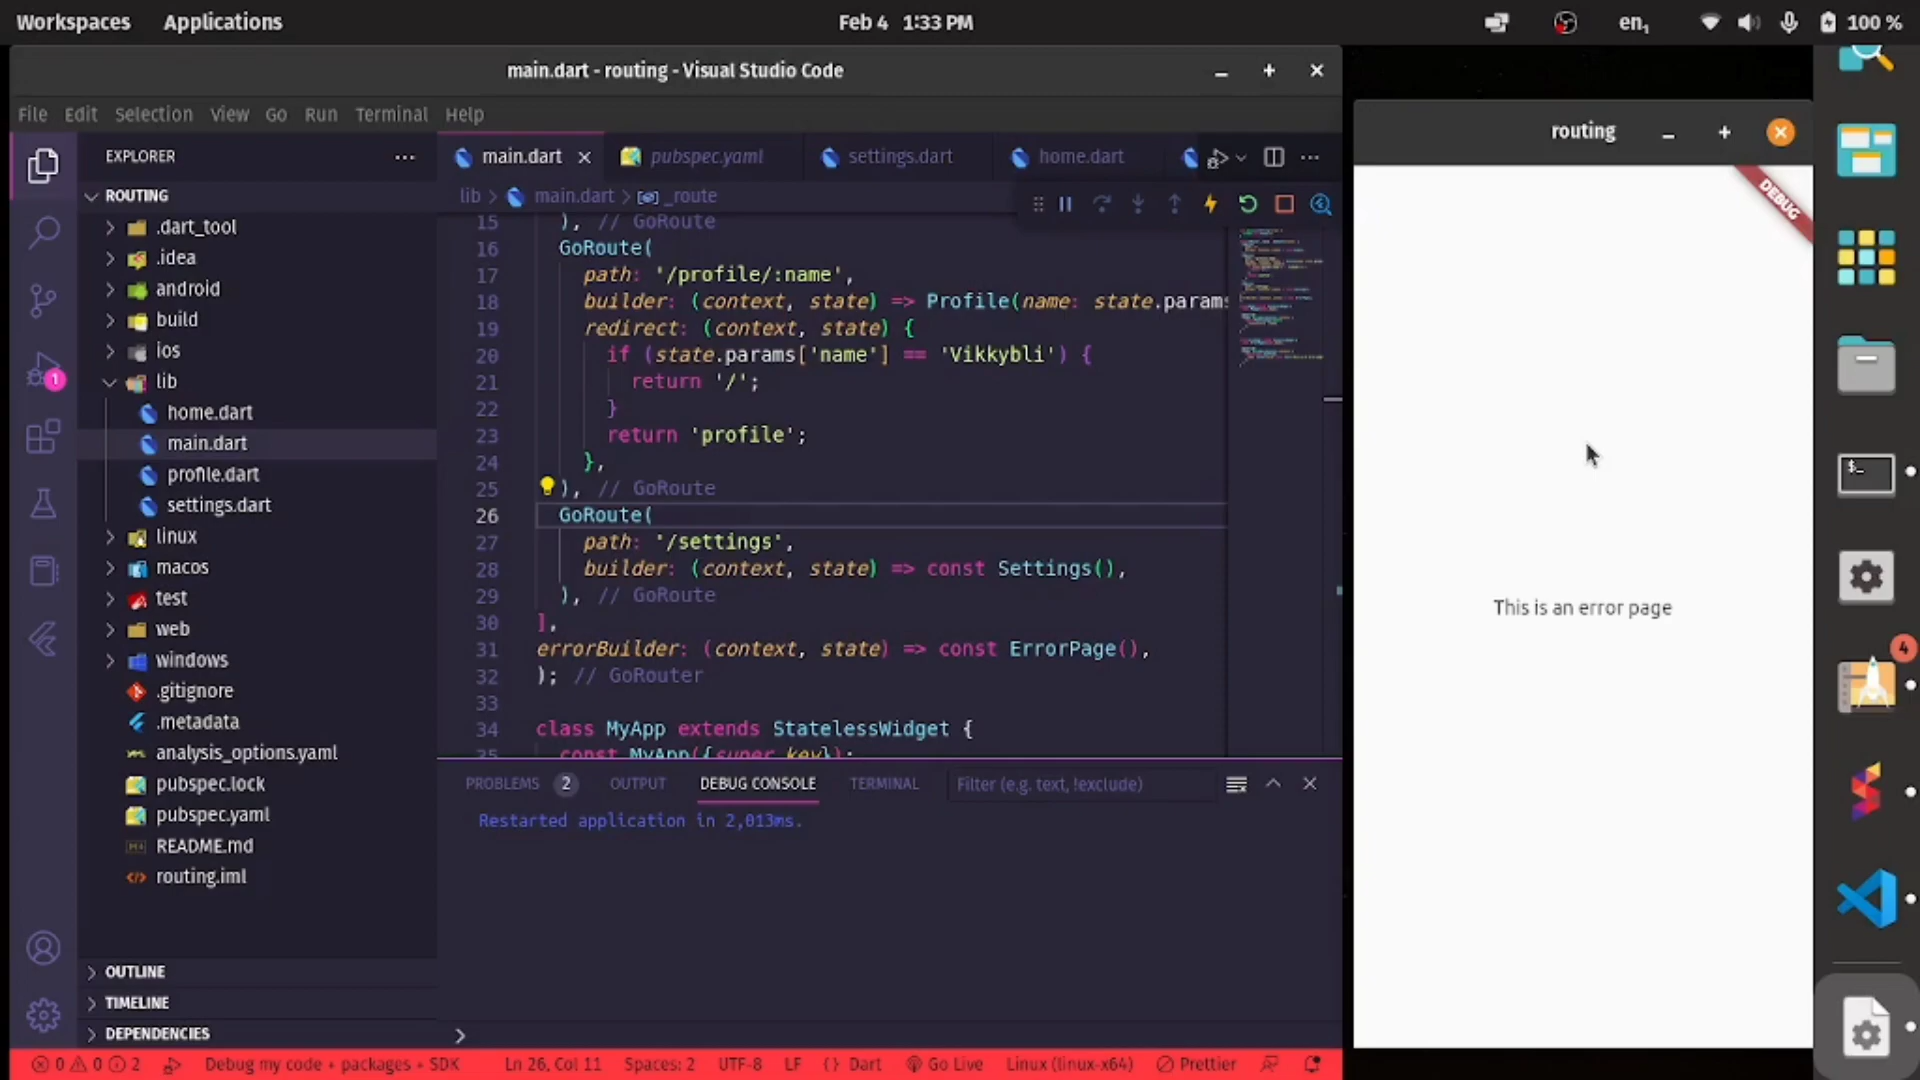 Workspaces Applications Feb 4 1:33 PM en1 100 %
main.dart - routing - Visual Studio Code
File Edit Selection View Go Run Terminal Help
EXPLORER
ROUTING
.dart_tool
.idea
android
build
ios
lib
home.dart
main.dart
profile.dart
settings.dart
linux
macos
test
web
windows
.gitignore
.metadata
analysis_options.yaml
pubspec.lock
pubspec.yaml
README.md
routing.iml
OUTLINE
TIMELINE
DEPENDENCIES
1
main.dart pubspec.yaml settings.dart home.dart
lib > main.dart > _route
15 ), // GoRoute
16 GoRoute(
17 path: '/profile/:name',
18 builder: (context, state) => Profile(name: state.params
19 redirect: (context, state) {
20 if (state.params['name'] == 'Vikkybli') {
21 return '/';
22 }
23 return 'profile';
24 },
25 ), // GoRoute
26 GoRoute(
27 path: '/settings',
28 builder: (context, state) => const Settings(),
29 ), // GoRoute
30 ],
31 errorBuilder: (context, state) => const ErrorPage(),
32 ); // GoRouter
33
34 class MyApp extends StatelessWidget {
35 const MyApp({super.key});
PROBLEMS 2 OUTPUT DEBUG CONSOLE TERMINAL Filter (e.g. text, !exclude)
Restarted application in 2,013ms.
>
0 0 2 Debug my code + packages + SDK Ln 26, Col 11 Spaces: 2 UTF-8 LF {} Dart Go Live Linux (linux-x64) Prettier
routing
DEBUG
This is an error page
$_
4